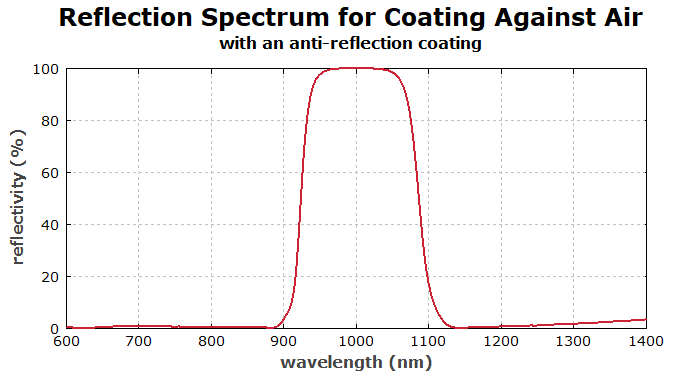 Reflection Spectrum for Coating Against Air
with an anti-reflection coating
reflectivity (%)
100
80
60
40
20
0
600 700 800 900 1000 1100 1200 1300 1400
wavelength (nm)